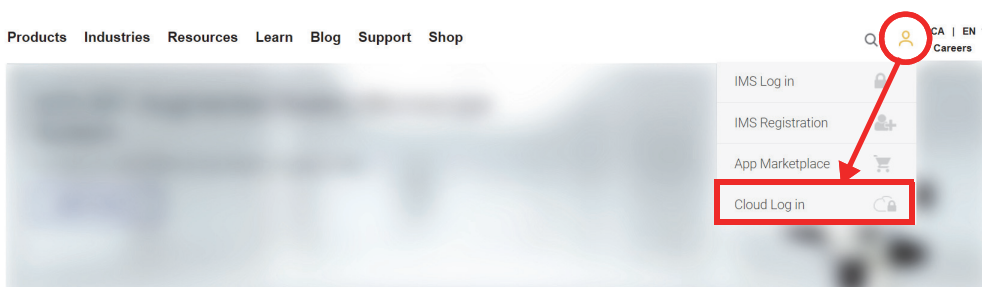 Products Industries Resources Learn Blog Support Shop
CA | EN
Careers
IMS Log in
IMS Registration
App Marketplace
Cloud Log in